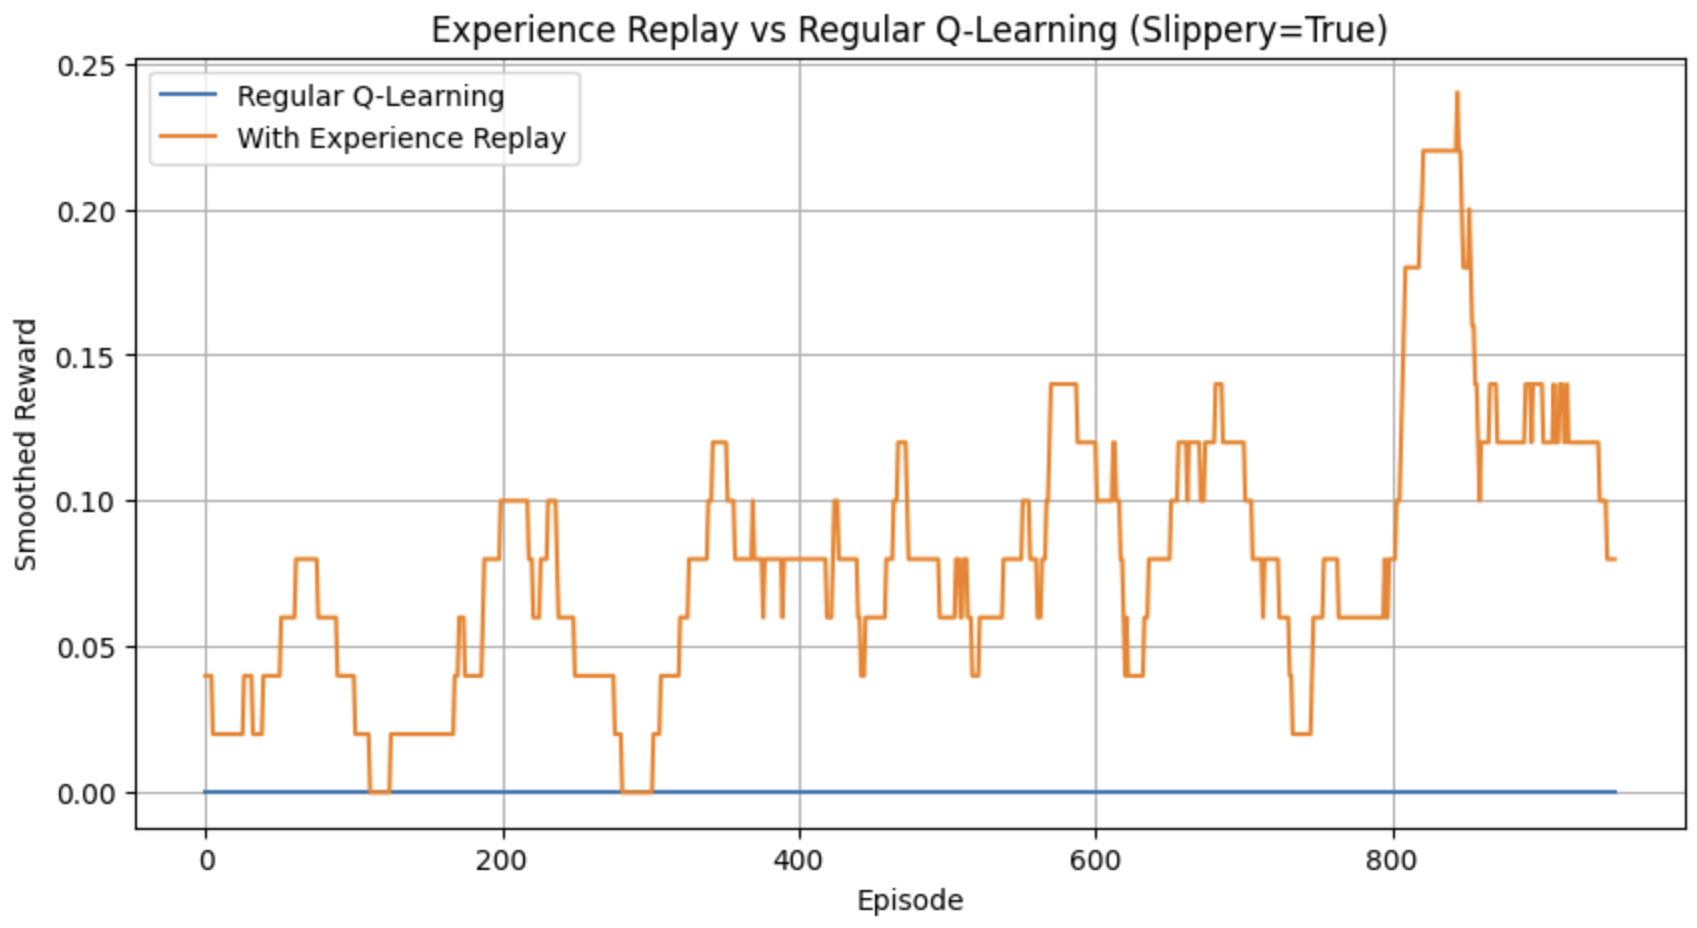 Experience Replay vs Regular Q-Learning (Slippery=True)
Regular Q-Learning
With Experience Replay
Smoothed Reward
0.25
0.20
0.15
0.10
0.05
0.00
0 200 400 600 800
Episode